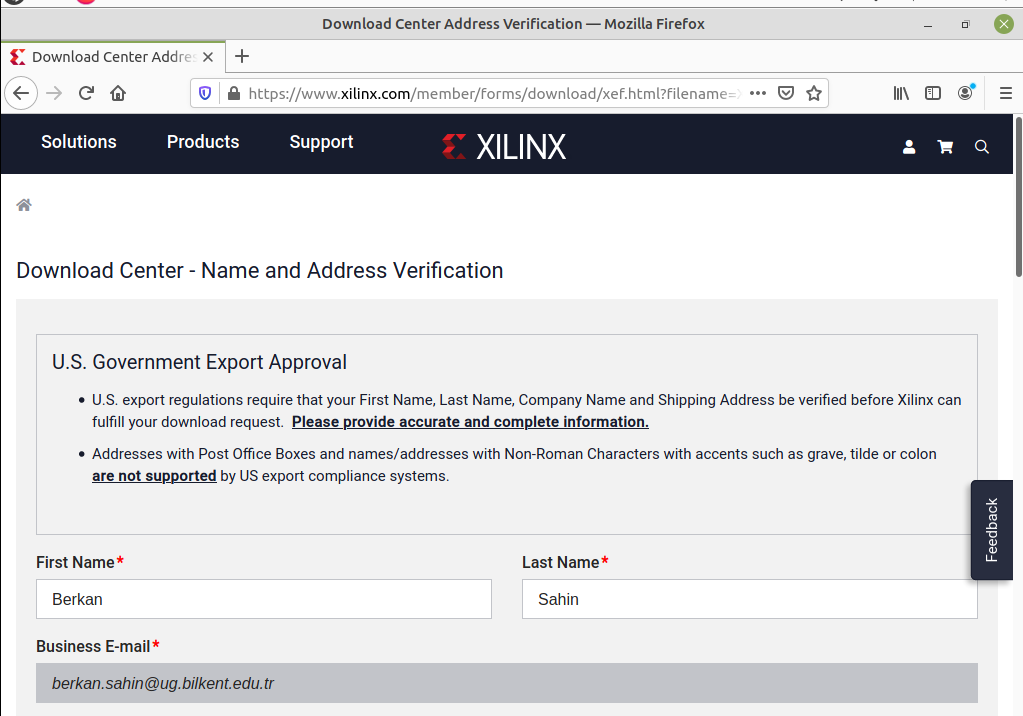 Download Center Address Verification — Mozilla Firefox
Download Center Addre
https://www.xilinx.com/member/forms/download/xef.html?filename=
Solutions Products Support XILINX
Download Center - Name and Address Verification
U.S. Government Export Approval
• U.S. export regulations require that your First Name, Last Name, Company Name and Shipping Address be verified before Xilinx can
fulfill your download request. Please provide accurate and complete information.
• Addresses with Post Office Boxes and names/addresses with Non-Roman Characters with accents such as grave, tilde or colon
are not supported by US export compliance systems.
Feedback
First Name* Last Name*
Berkan Sahin
Business E-mail*
berkan.sahin@ug.bilkent.edu.tr